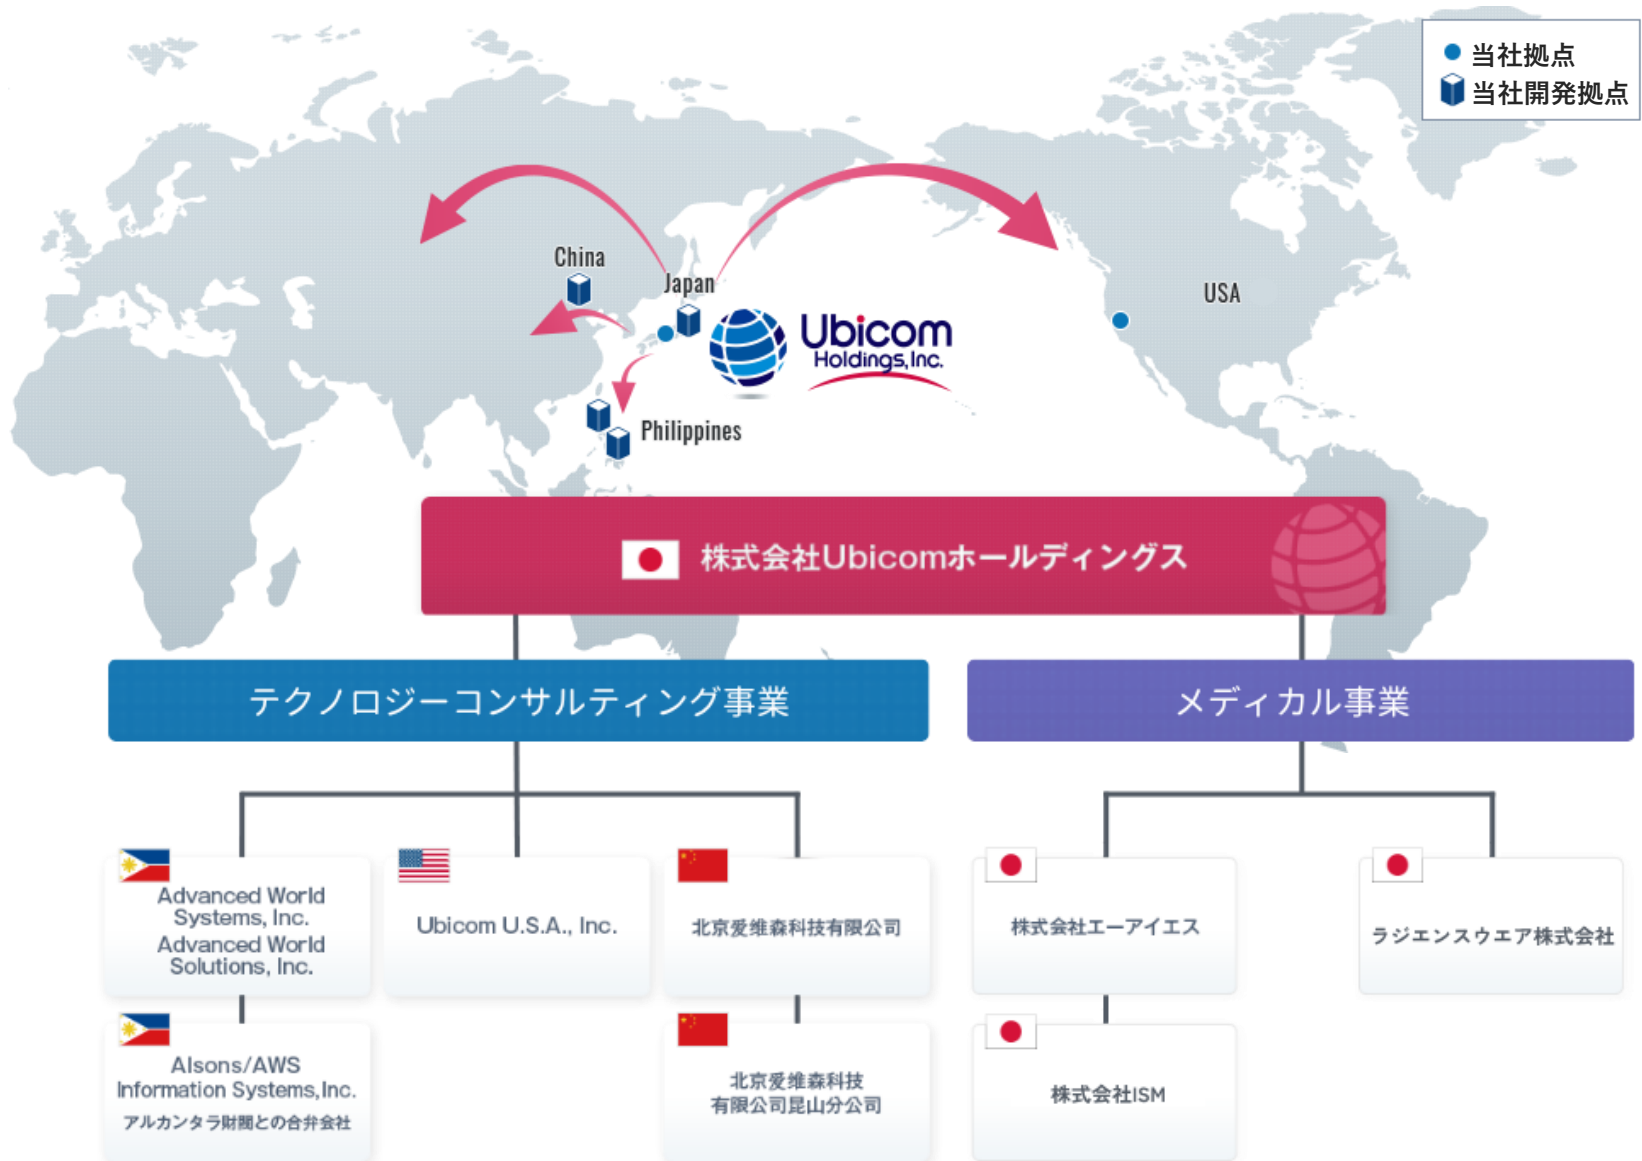 当社拠点
当社開発拠点
China
Japan
USA
Ubicom
Holdings,Inc.
Philippines
株式会社Ubicomホールディングス
テクノロジーコンサルティング事業
メディカル事業
Advanced World
Systems, Inc.
Advanced World
Solutions, Inc.
Ubicom U.S.A., Inc.
北京爱维森科技有限公司
株式会社エーアイエス
ラジエンスウエア株式会社
Alsons/AWS
Information Systems,Inc.
アルカンタラ財閥との合弁会社
北京爱维森科技
有限公司昆山分公司
株式会社ISM